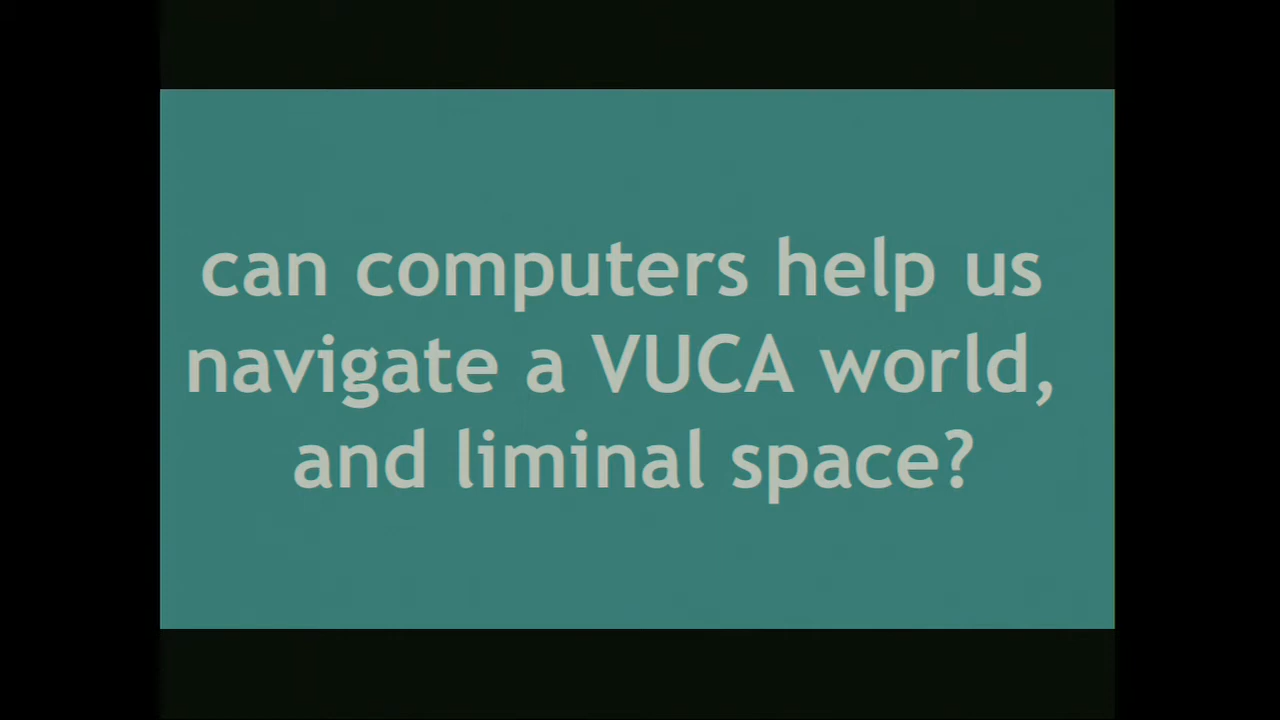 can computers help us
navigate a VUCA world,
and liminal space?